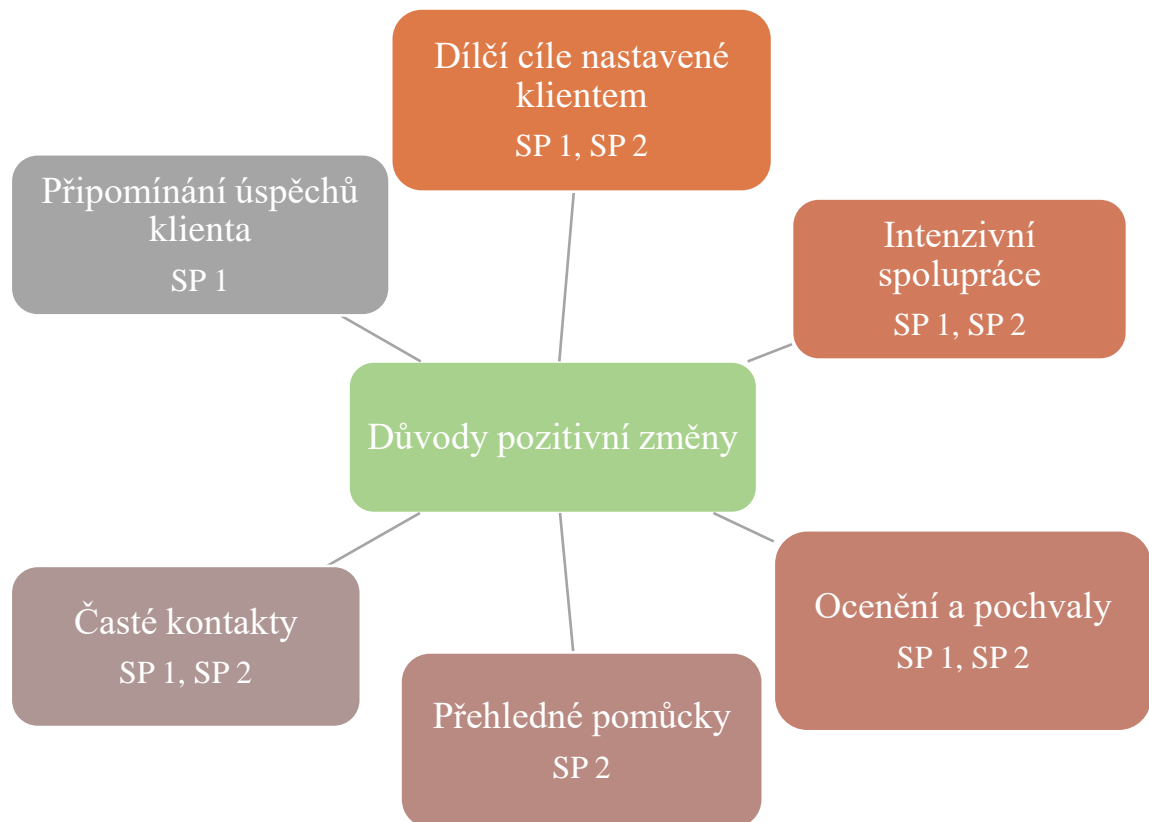 Dílčí cíle nastavené
klientem
SP 1, SP 2
Připomínání úspěchů
klienta
SP 1
Intenzivní
spolupráce
SP 1, SP 2
Důvody pozitivní změny
Časté kontakty
SP 1, SP 2
Přehledné pomůcky
SP 2
Ocenění a pochvaly
SP 1, SP 2